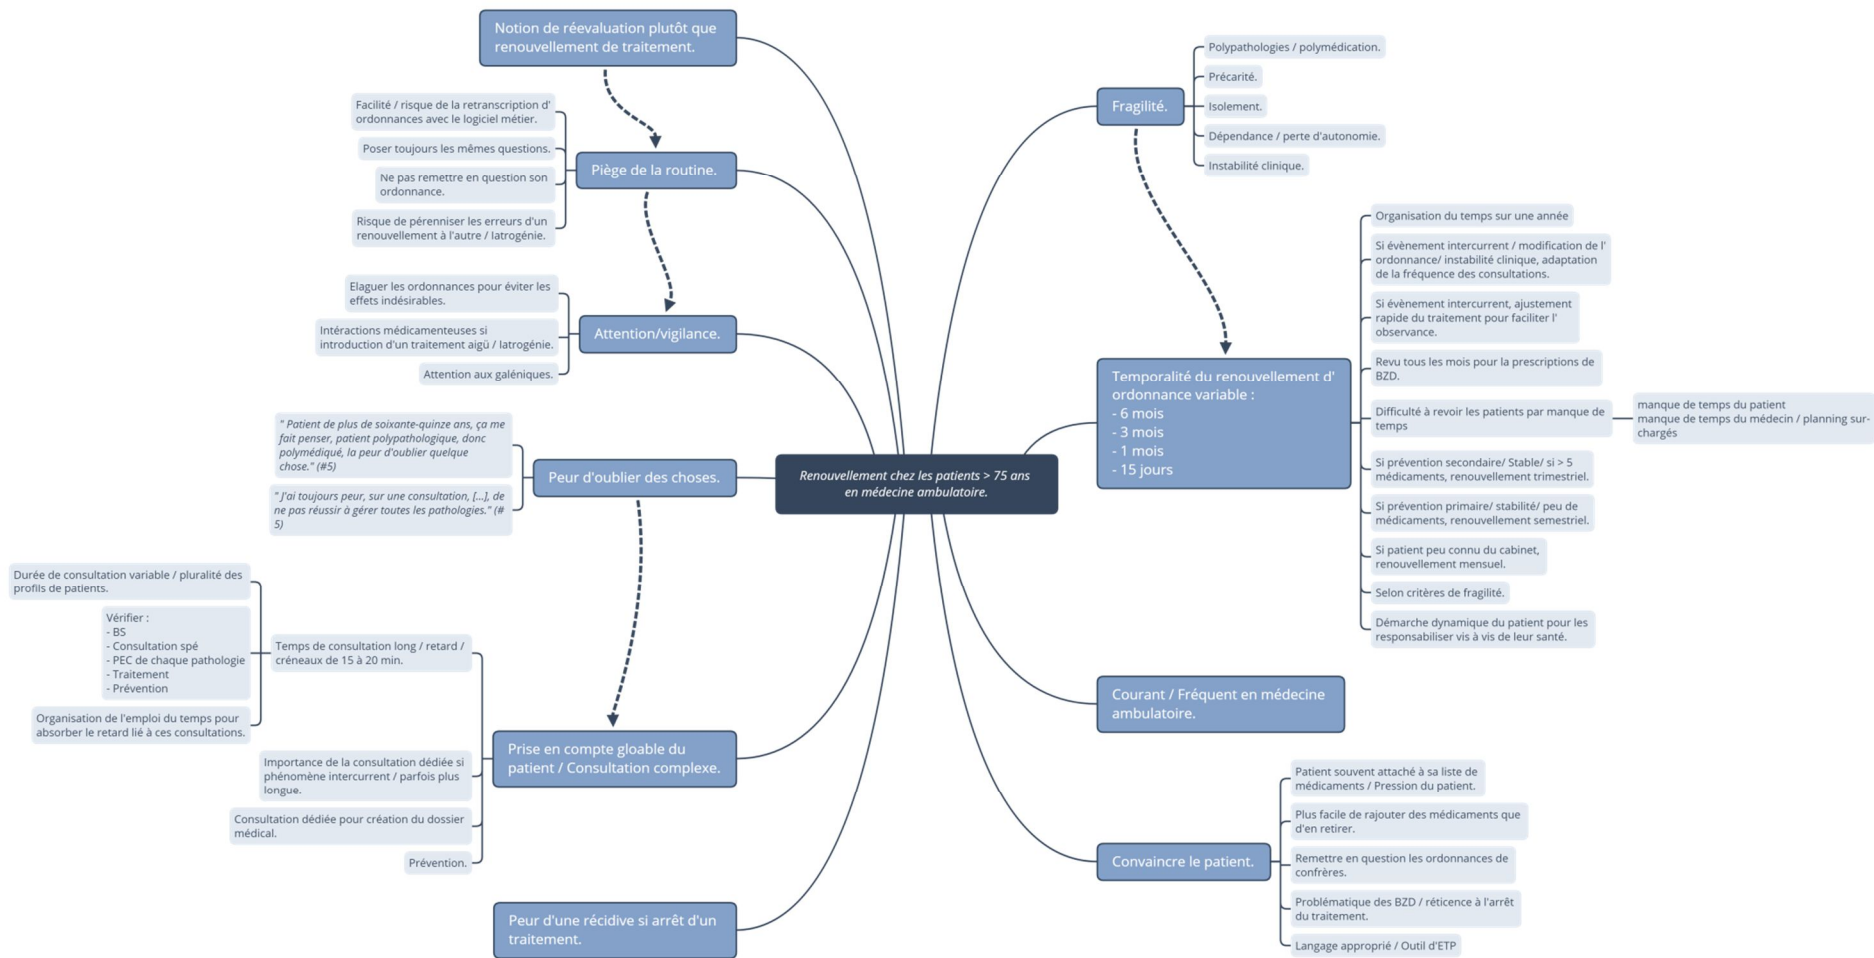 Notion de réevaluation plutôt que
renouvellement de traitement.
Facilité / risque de la retranscription d'
ordonnances avec le logiciel métier.
Poser toujours les mêmes questions.
Ne pas remettre en question son
ordonnance.
Risque de pérenniser les erreurs d'un
renouvellement à l'autre / Iatrogénie.
Piège de la routine.
Elaguer les ordonnances pour éviter les
effets indésirables.
Intéractions médicamenteuses si
introduction d'un traitement aigü / Iatrogénie.
Attention aux galéniques.
Attention/vigilance.
" Patient de plus de soixante-quinze ans, ça me
fait penser, patient polypathologique, donc
polymédiqué, la peur d'oublier quelque
chose." (#5)
" J'ai toujours peur, sur une consultation, [...], de
ne pas réussir à gérer toutes les pathologies." (#
5)
Peur d'oublier des choses.
Durée de consultation variable / pluralité des
profils de patients.
Vérifier :
- BS
- Consultation spé
- PEC de chaque pathologie
- Traitement
- Prévention
Organisation de l'emploi du temps pour
absorber le retard lié à ces consultations.
Temps de consultation long / retard /
créneaux de 15 à 20 min.
Importance de la consultation dédiée si
phénomène intercurrent / parfois plus
longue.
Consultation dédiée pour création du dossier
médical.
Prévention.
Prise en compte gloable du
patient / Consultation complexe.
Peur d'une récidive si arrêt d'un
traitement.
Renouvellement chez les patients > 75 ans
en médecine ambulatoire.
Fragilité.
Polypathologies / polymédication.
Précarité.
Isolement.
Dépendance / perte d'autonomie.
Instabilité clinique.
Temporalité du renouvellement d'
ordonnance variable :
- 6 mois
- 3 mois
- 1 mois
- 15 jours
Organisation du temps sur une année
Si évènement intercurrent / modification de l'
ordonnance/ instabilité clinique, adaptation
de la fréquence des consultations.
Si évènement intercurrent, ajustement
rapide du traitement pour faciliter l'
observance.
Revu tous les mois pour la prescriptions de
BZD.
Difficulté à revoir les patients par manque de
temps
manque de temps du patient
manque de temps du médecin / planning sur-
chargés
Si prévention secondaire/ Stable/ si > 5
médicaments, renouvellement trimestriel.
Si prévention primaire/ stabilité/ peu de
médicaments, renouvellement semestriel.
Si patient peu connu du cabinet,
renouvellement mensuel.
Selon critères de fragilité.
Démarche dynamique du patient pour les
responsabiliser vis à vis de leur santé.
Courant / Fréquent en médecine
ambulatoire.
Convaincre le patient.
Patient souvent attaché à sa liste de
médicaments / Pression du patient.
Plus facile de rajouter des médicaments que
d'en retirer.
Remettre en question les ordonnances de
confrères.
Problématique des BZD / réticence à l'arrêt
du traitement.
Langage approprié / Outil d'ETP